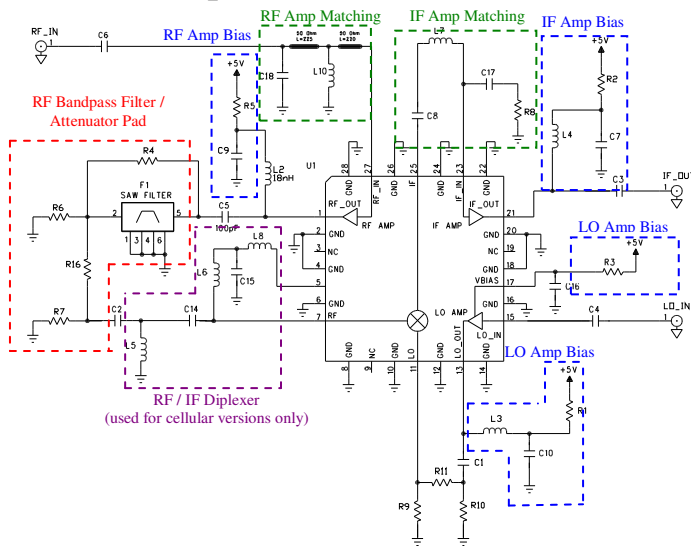 RF Amp Matching
IF Amp Matching
RF Amp Bias
IF Amp Bias
RF_IN
1
C6
50 Ohm
L=225
50 Ohm
L=220
L7
+5V
+5V
C18
L10
C17
R2
R5
R8
RF Bandpass Filter /
Attenuator Pad
C8
L4
C7
C9
R4
U1
L2
18nH
28
27
26
25
24
23
22
GND
RF_IN
GND
IF
GND
IF_IN
GND
C3
IF_OUT
1
F1
SAW FILTER
R6
2
5
C5
100pF
1
RF_OUT
RF AMP
IF_OUT
IF AMP
21
1
3
4
6
2
GND
GND
20
LO Amp Bias
3
NC
NC
19
+5V
L8
4
GND
GND
18
R3
R16
L6
C15
5
VBIAS
17
C16
6
GND
GND
16
LO_IN
R7
C2
C14
7
RF
LO AMP
LO_IN
15
C4
1
L5
LO
LO_OUT
GND
NC
GND
GND
GND
8
9
10
11
12
13
14
LO Amp Bias
+5V
RF / IF Diplexer
(used for cellular versions only)
R1
L3
C10
C1
R11
R9
R10